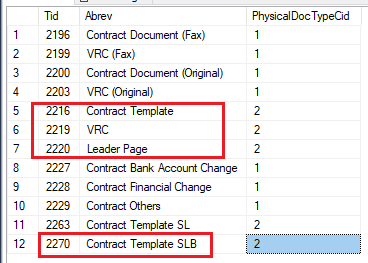 Tid Abrev PhysicalDocTypeCid
1 2196 Contract Document (Fax) 1
2 2199 VRC (Fax) 1
3 2200 Contract Document (Original) 1
4 2203 VRC (Original) 1
5 2216 Contract Template 2
6 2219 VRC 2
7 2220 Leader Page 2
8 2227 Contract Bank Account Change 1
9 2228 Contract Financial Change 1
10 2229 Contract Others 1
11 2263 Contract Template SL 2
12 2270 Contract Template SLB 2